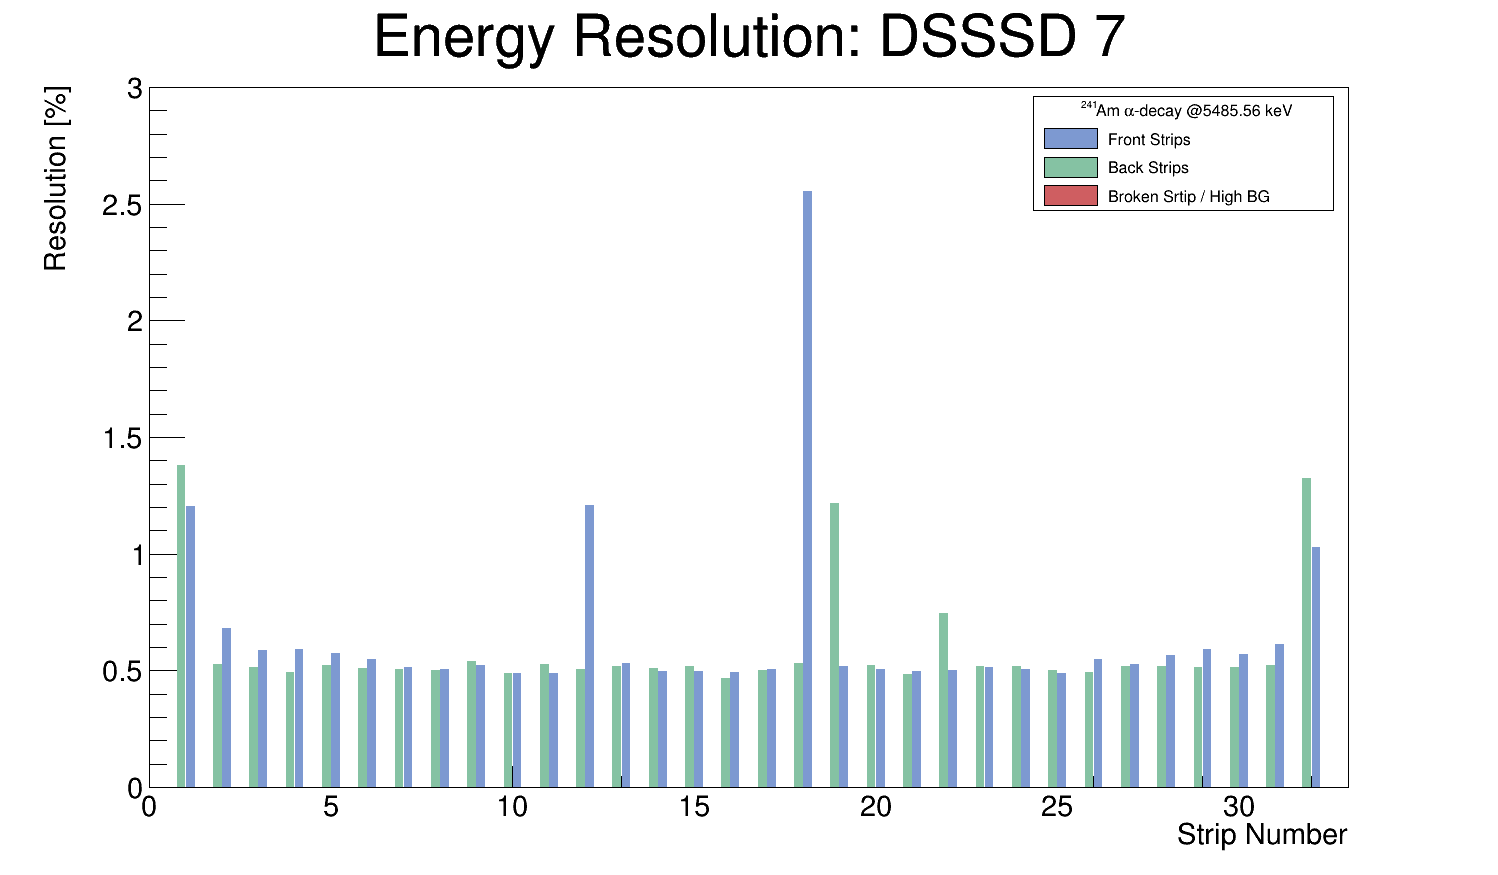 Energy Resolution: DSSSD 7
Resolution [%]
3
2.5
2
1.5
1
0.5
0
241Am α-decay @5485.56 keV
Front Strips
Back Strips
Broken Srtip / High BG
0 5 10 15 20 25 30
Strip Number